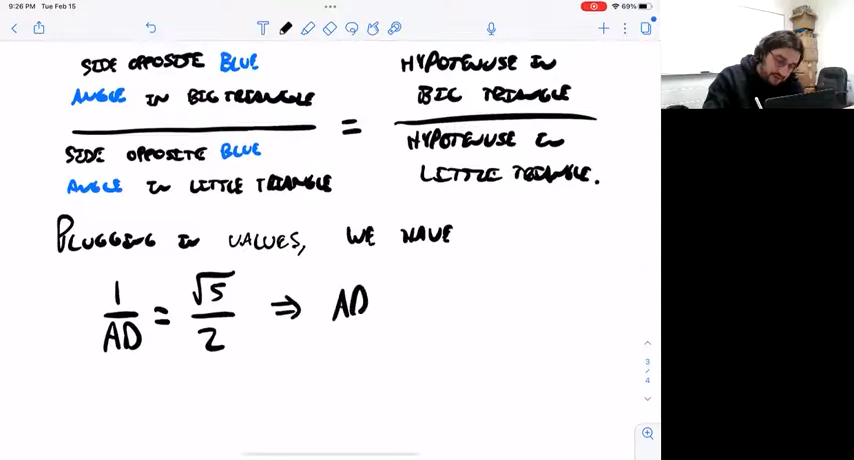 9:26 PM Tue Feb 15
69%
SIDE OPPOSITE BLUE
ANGLE IN BIG TRIANGLE
SIDE OPPOSITE BLUE
ANGLE IN LITTLE TRIANGLE
=
HYPOTENUSE IN
BIG TRIANGLE
HYPOTENUSE IN
LITTLE TRIANGLE.
PLUGGING IN VALUES, WE HAVE
1/AD = √5/2 ⇒ AD
3
/
4